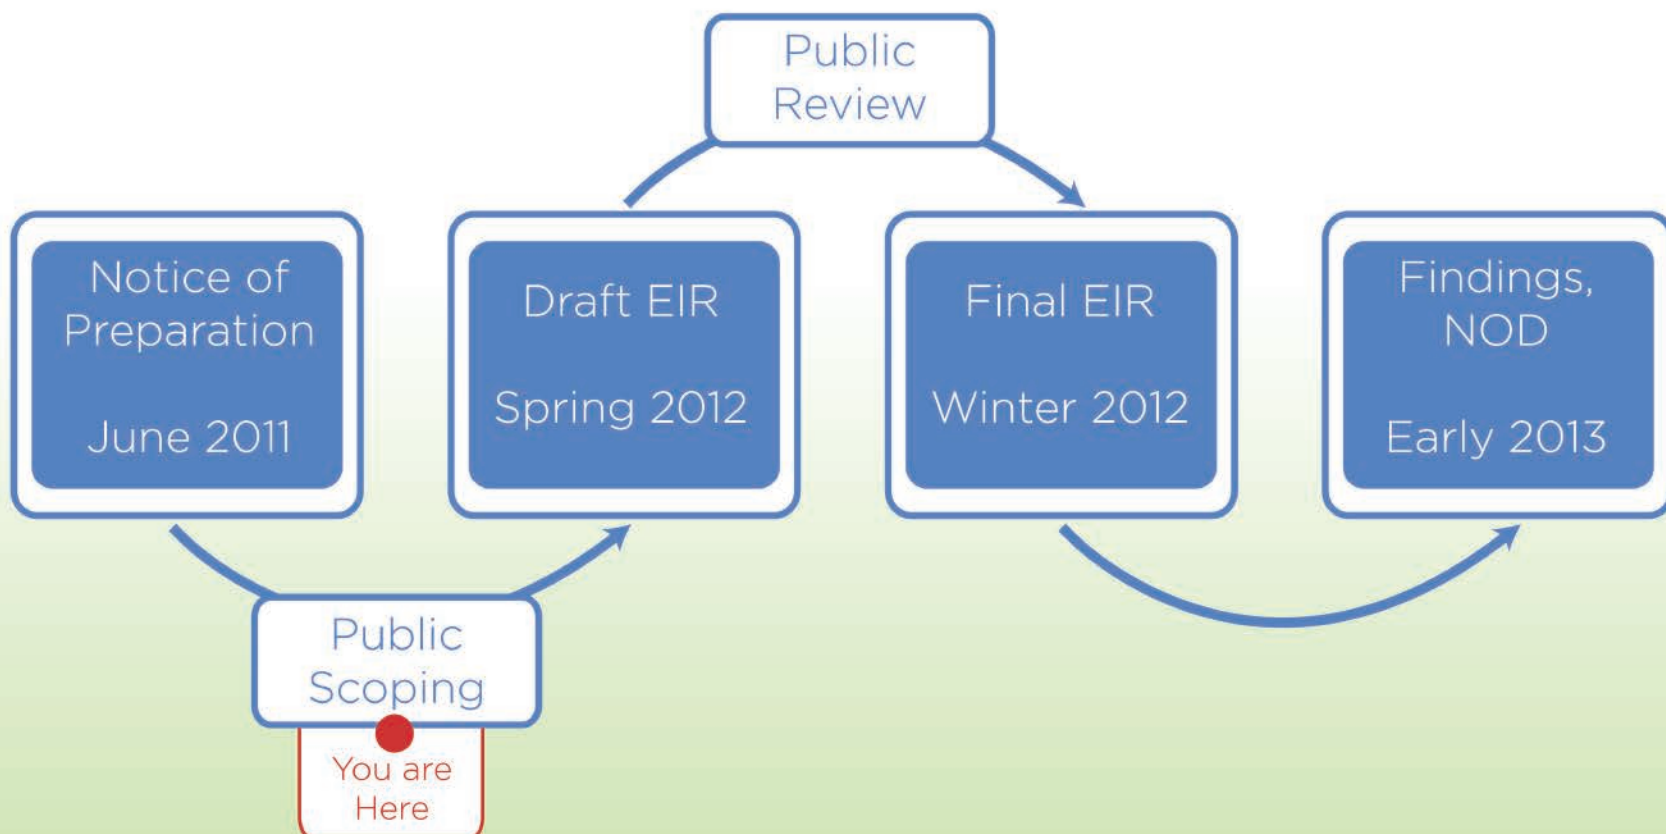 Public
Review
Notice of
Preparation
June 2011
Draft EIR
Spring 2012
Final EIR
Winter 2012
Findings,
NOD
Early 2013
Public
Scoping
You are
Here